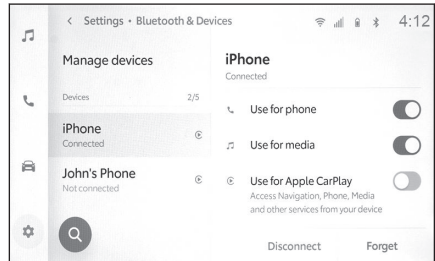 < Settings • Bluetooth & Devices
4:12
Manage devices
Devices 2/5
iPhone
Connected
John's Phone
Not connected
iPhone
Connected
Use for phone
Use for media
Use for Apple CarPlay
Access Navigation, Phone, Media
and other services from your device
Disconnect Forget